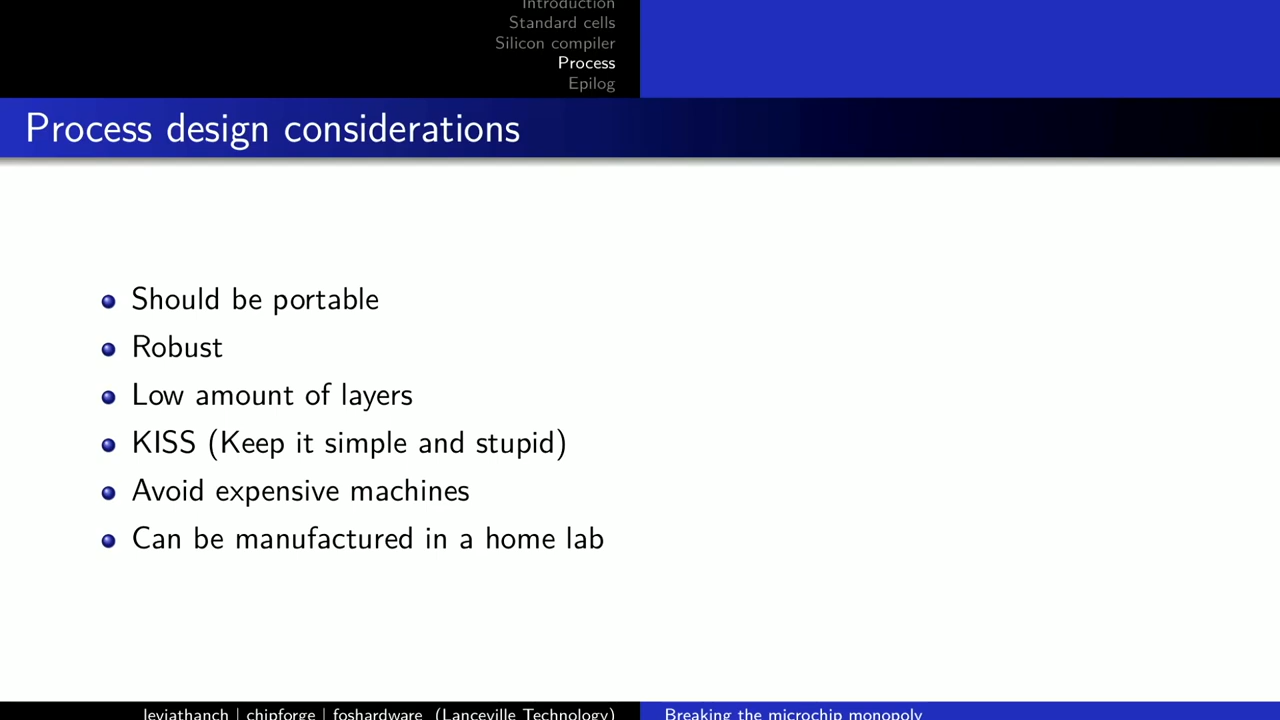 Introduction
Standard cells
Silicon compiler
Process
Epilog
Process design considerations
Should be portable
Robust
Low amount of layers
KISS (Keep it simple and stupid)
Avoid expensive machines
Can be manufactured in a home lab
leviathanch | chipforge | foshardware (Lanceville Technology)
Breaking the microchip monopoly